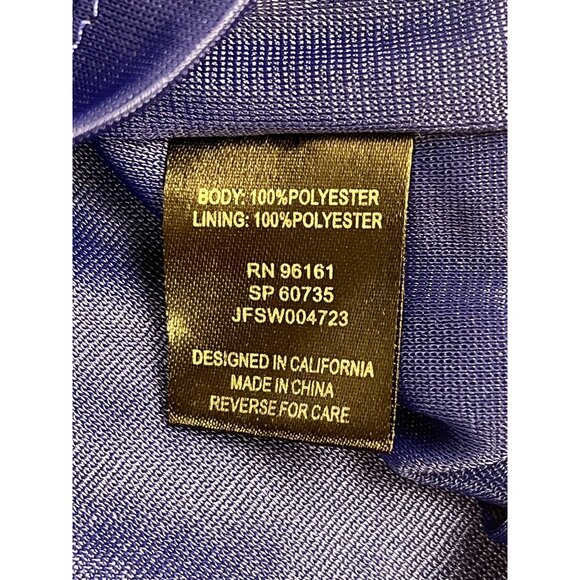 BODY: 100%POLYESTER
LINING: 100%POLYESTER
RN 96161
SP 60735
JFSW004723
DESIGNED IN CALIFORNIA
MADE IN CHINA
REVERSE FOR CARE